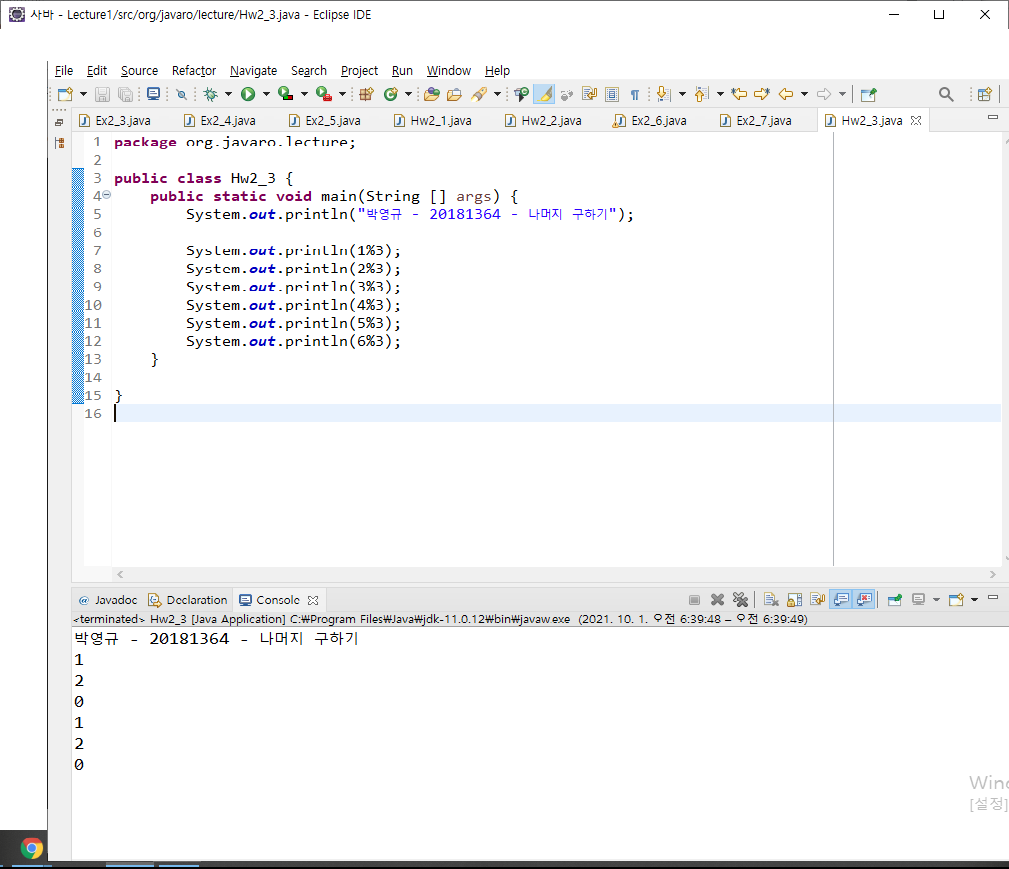 사바 - Lecture1/src/org/javaro/lecture/Hw2_3.java - Eclipse IDE
File Edit Source Refactor Navigate Search Project Run Window Help
Ex2_3.java Ex2_4.java Ex2_5.java Hw2_1.java Hw2_2.java Ex2_6.java Ex2_7.java Hw2_3.java
1 package org.javaro.lecture;
2
3 public class Hw2_3 {
4 public static void main(String [] args) {
5 System.out.println("박영규 - 20181364 - 나머지 구하기");
6
7 System.out.println(1%3);
8 System.out.println(2%3);
9 System.out.println(3%3);
10 System.out.println(4%3);
11 System.out.println(5%3);
12 System.out.println(6%3);
13 }
14
15 }
16
@ Javadoc Declaration Console
<terminated> Hw2_3 [Java Application] C:₩Program Files₩Java₩jdk-11.0.12₩bin₩javaw.exe (2021. 10. 1. 오전 6:39:48 – 오전 6:39:49)
박영규 - 20181364 - 나머지 구하기
1
2
0
1
2
0
Wind
[설정]